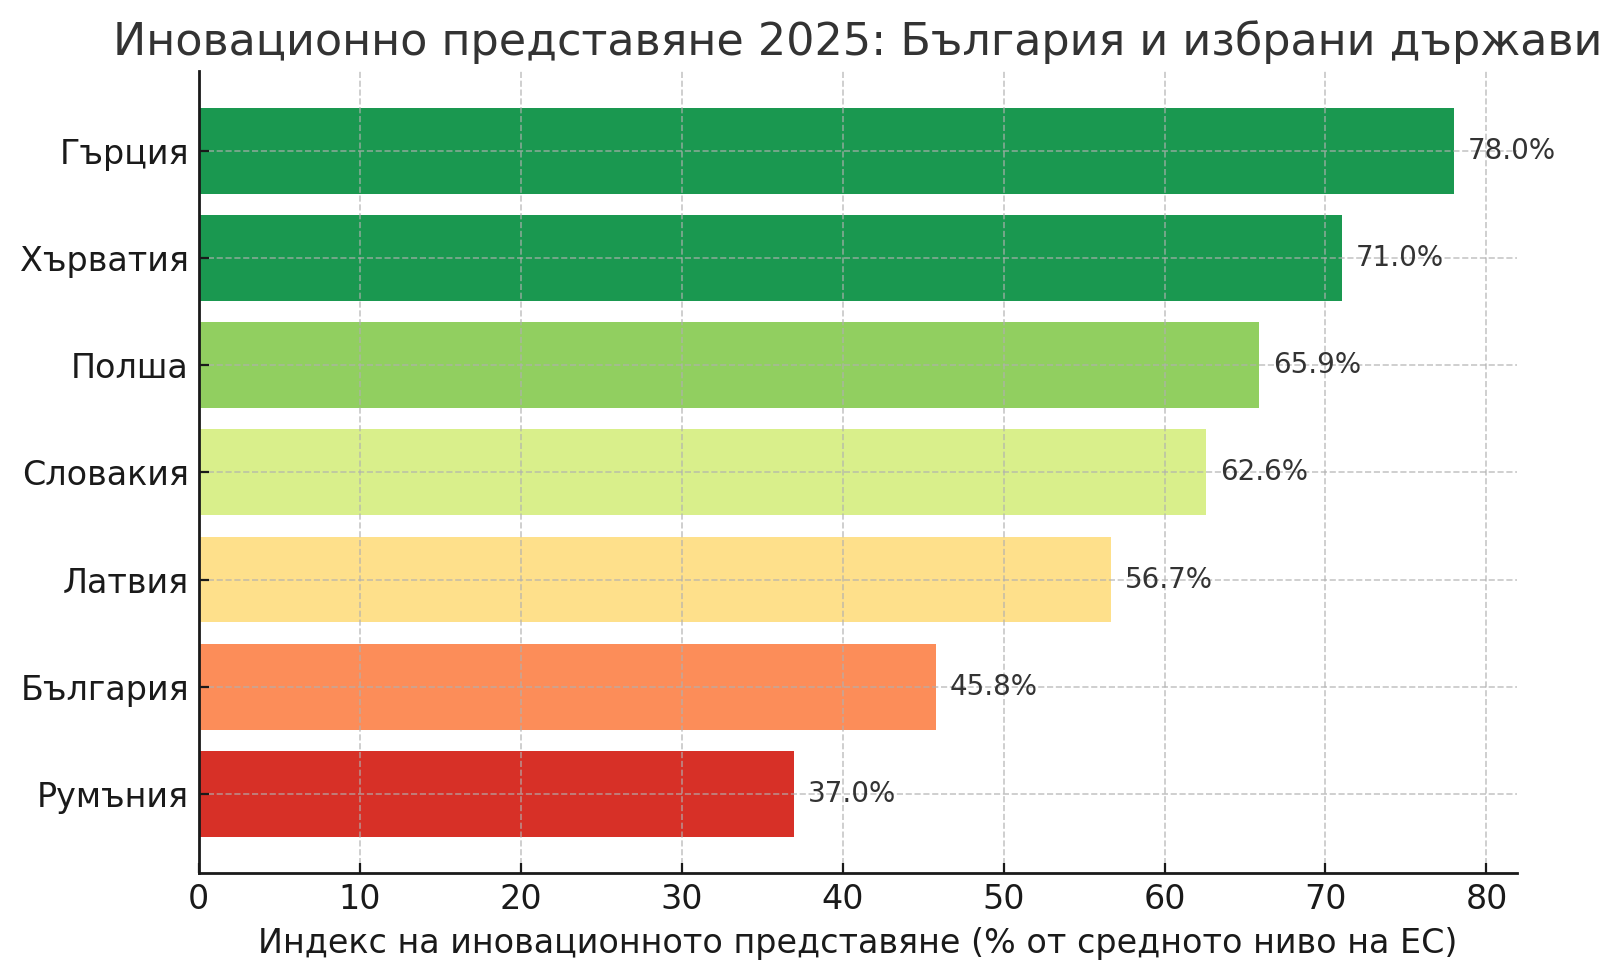 Иновационно представяне 2025: България и избрани държави
Гърция 78.0%
Хърватия 71.0%
Полша 65.9%
Словакия 62.6%
Латвия 56.7%
България 45.8%
Румъния 37.0%
0 10 20 30 40 50 60 70 80
Индекс на иновационното представяне (% от средното ниво на ЕС)